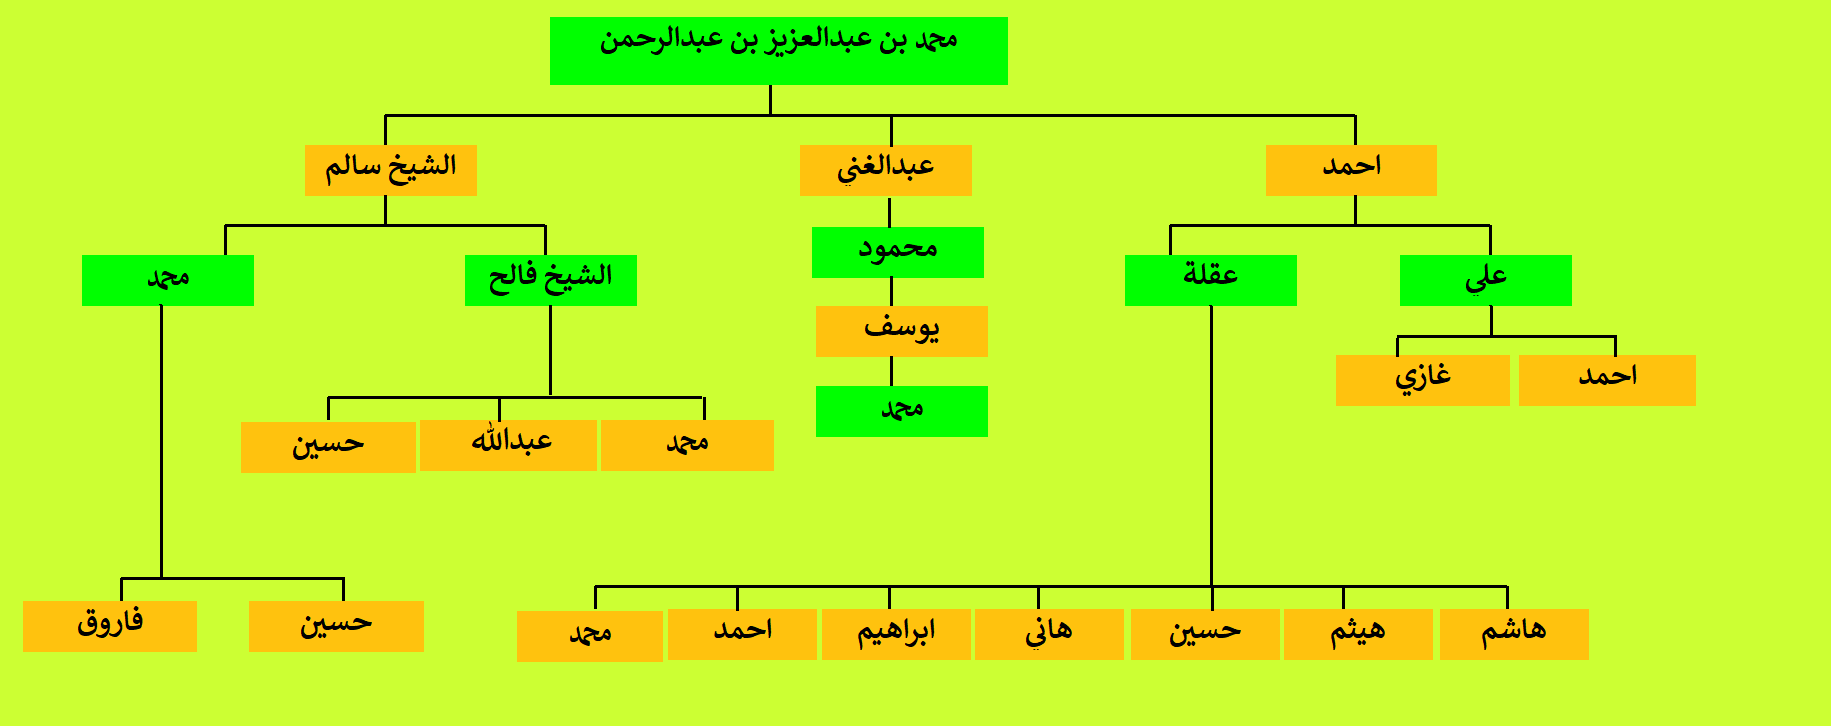 محمد بن عبدالعزيز بن عبدالرحمن
احمد
عبدالغني
الشيخ سالم
علي
عقلة
محمود
الشيخ فالح
محمد
يوسف
احمد
غازي
محمد
محمد
عبدالله
حسين
هاشم
هيثم
حسين
هاني
ابراهيم
احمد
محمد
حسين
فاروق